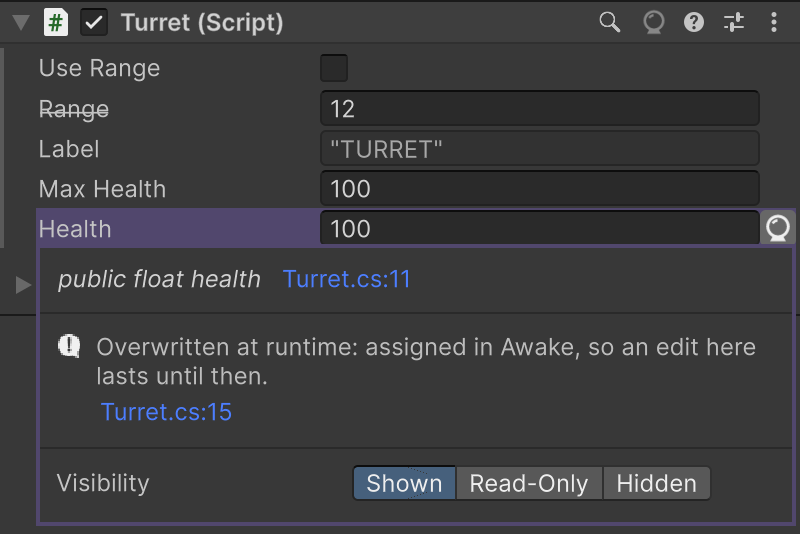 Turret (Script)
Use Range
Range 12
Label "TURRET"
Max Health 100
Health 100
public float health Turret.cs:11
Overwritten at runtime: assigned in Awake, so an edit here
lasts until then.
Turret.cs:15
Visibility Shown Read-Only Hidden